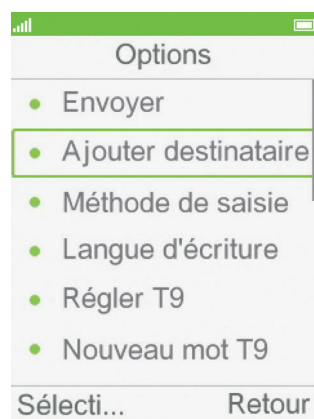 Options
Envoyer
Ajouter destinataire
Méthode de saisie
Langue d'écriture
Régler T9
Nouveau mot T9
Sélecti... Retour